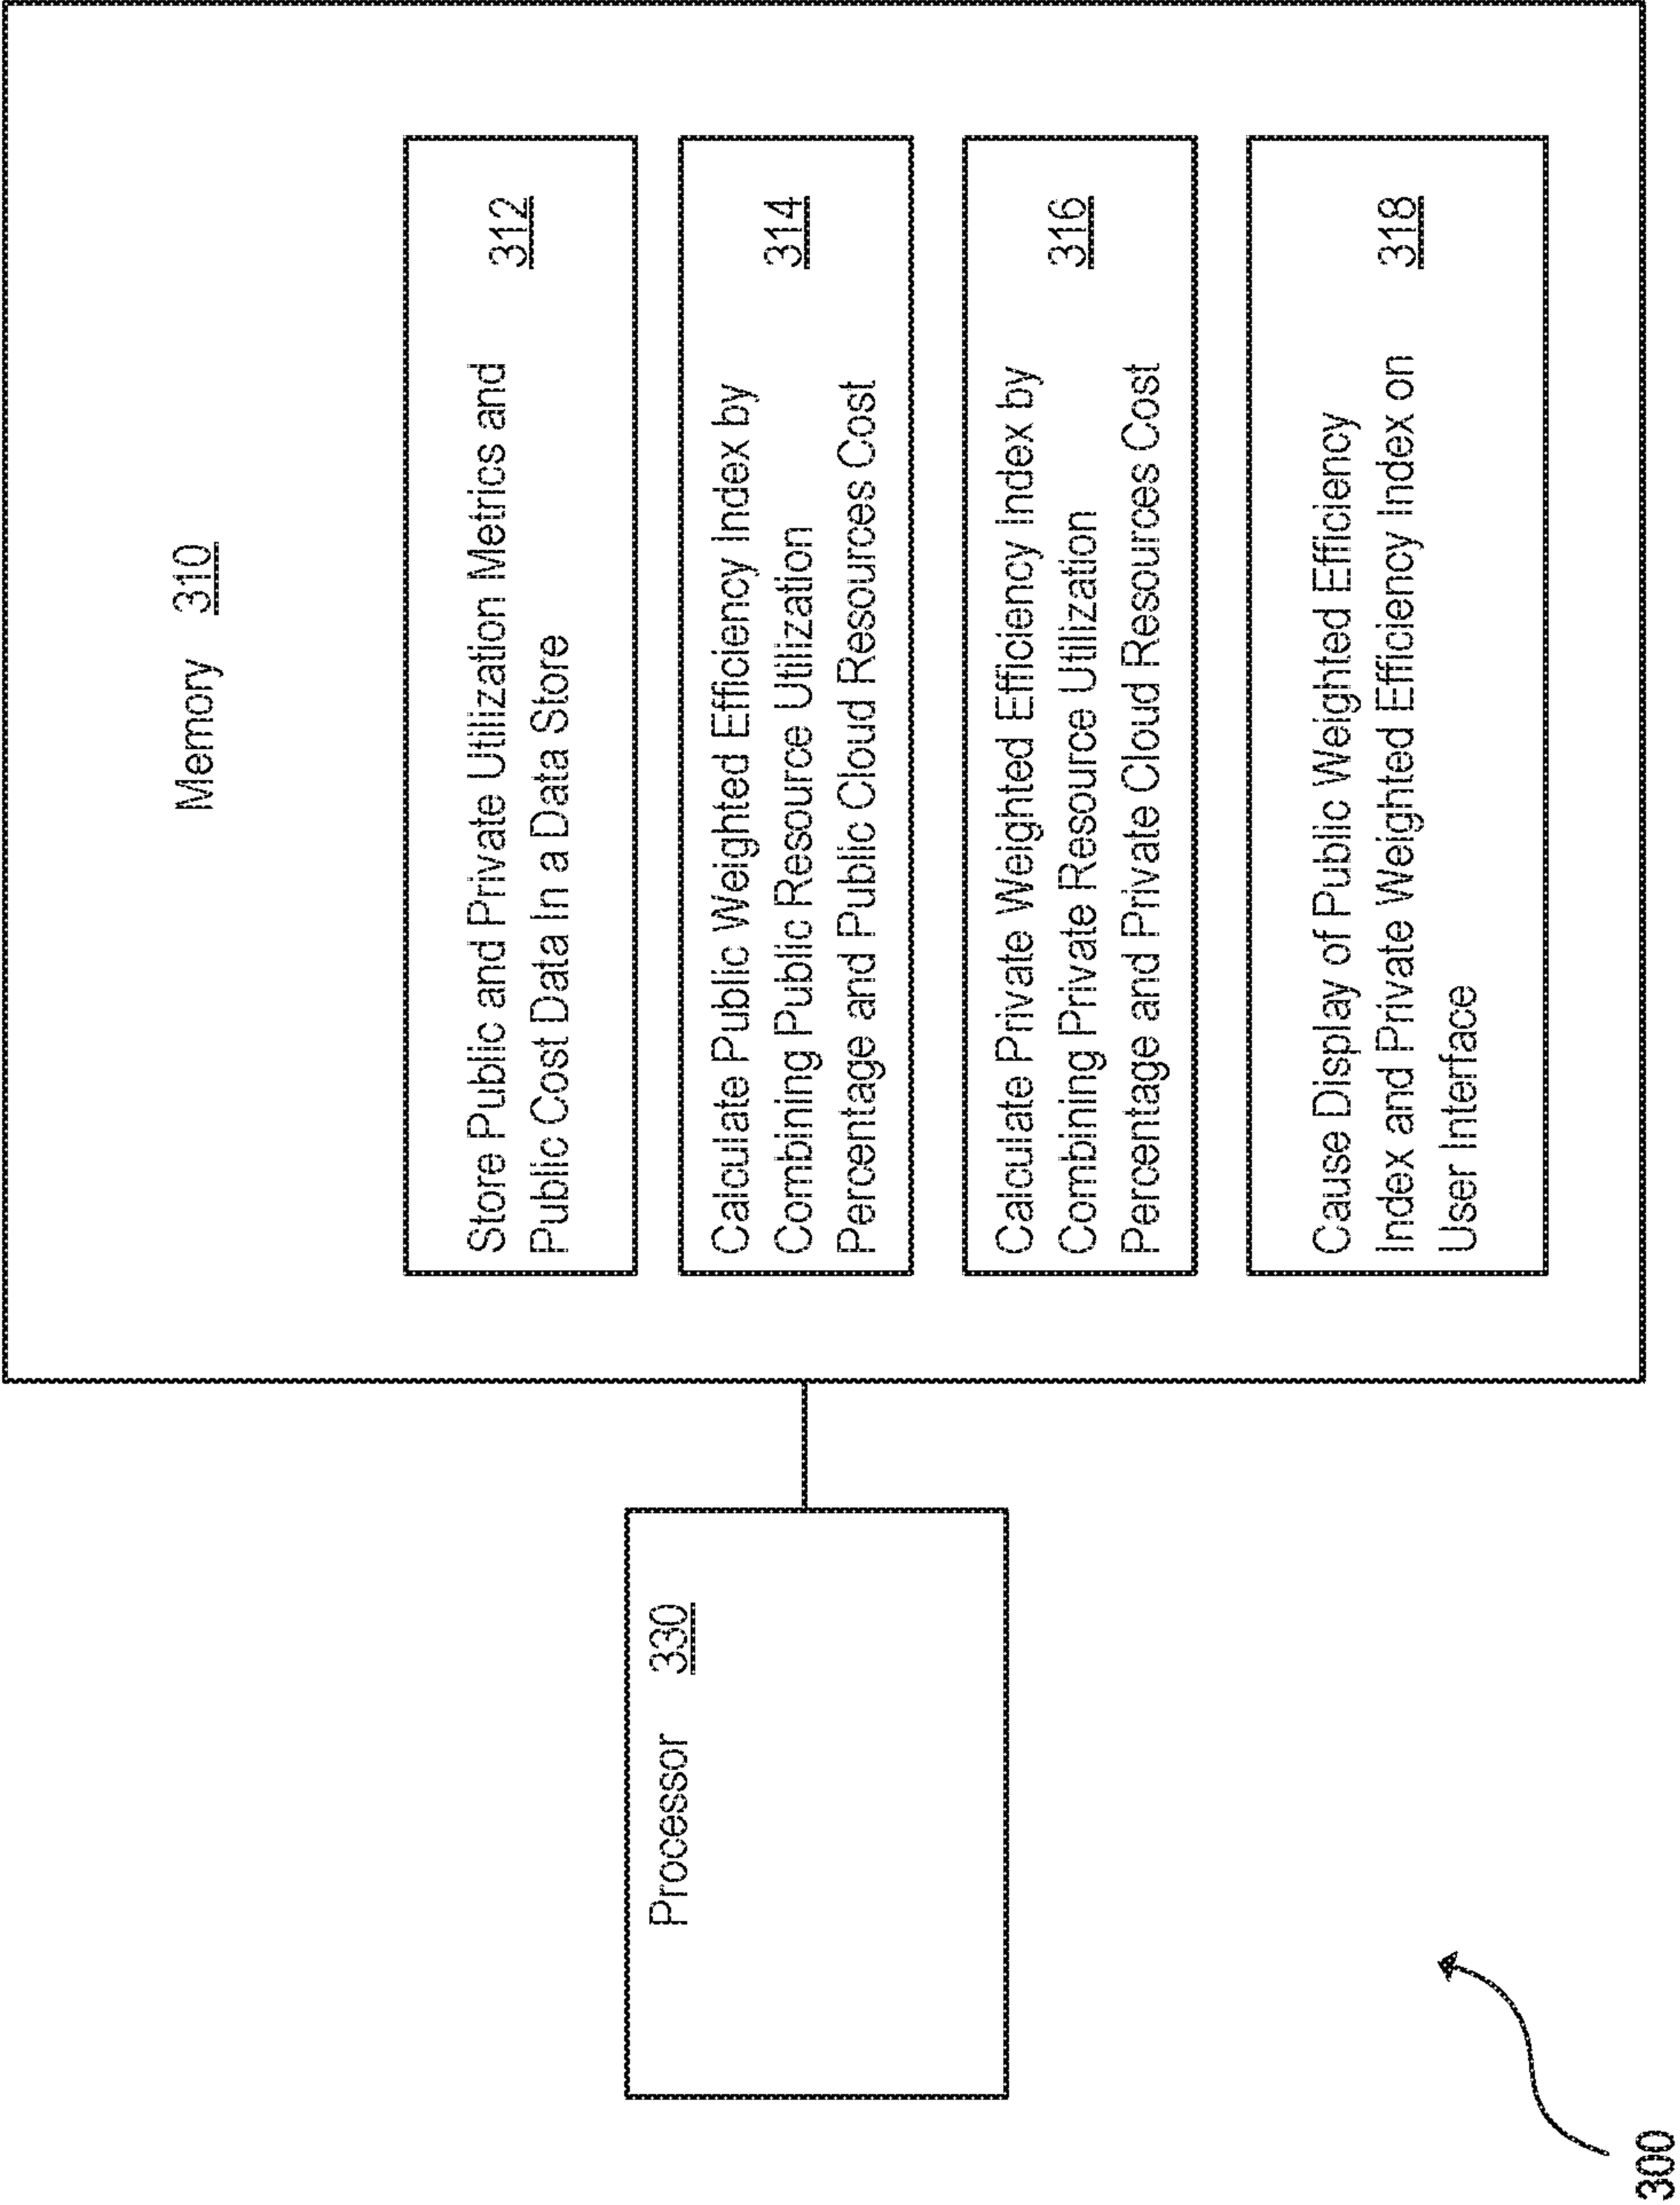 300
Processor 330
Memory 310
Store Public and Private Utilization Metrics and
Public Cost Data In a Data Store
312
Calculate Public Weighted Efficiency Index by
Combining Public Resource Utilization
Percentage and Public Cloud Resources Cost
314
Calculate Private Weighted Efficiency Index by
Combining Private Resource Utilization
Percentage and Private Cloud Resources Cost
316
Cause Display of Public Weighted Efficiency
Index and Private Weighted Efficiency Index on
User Interface
318